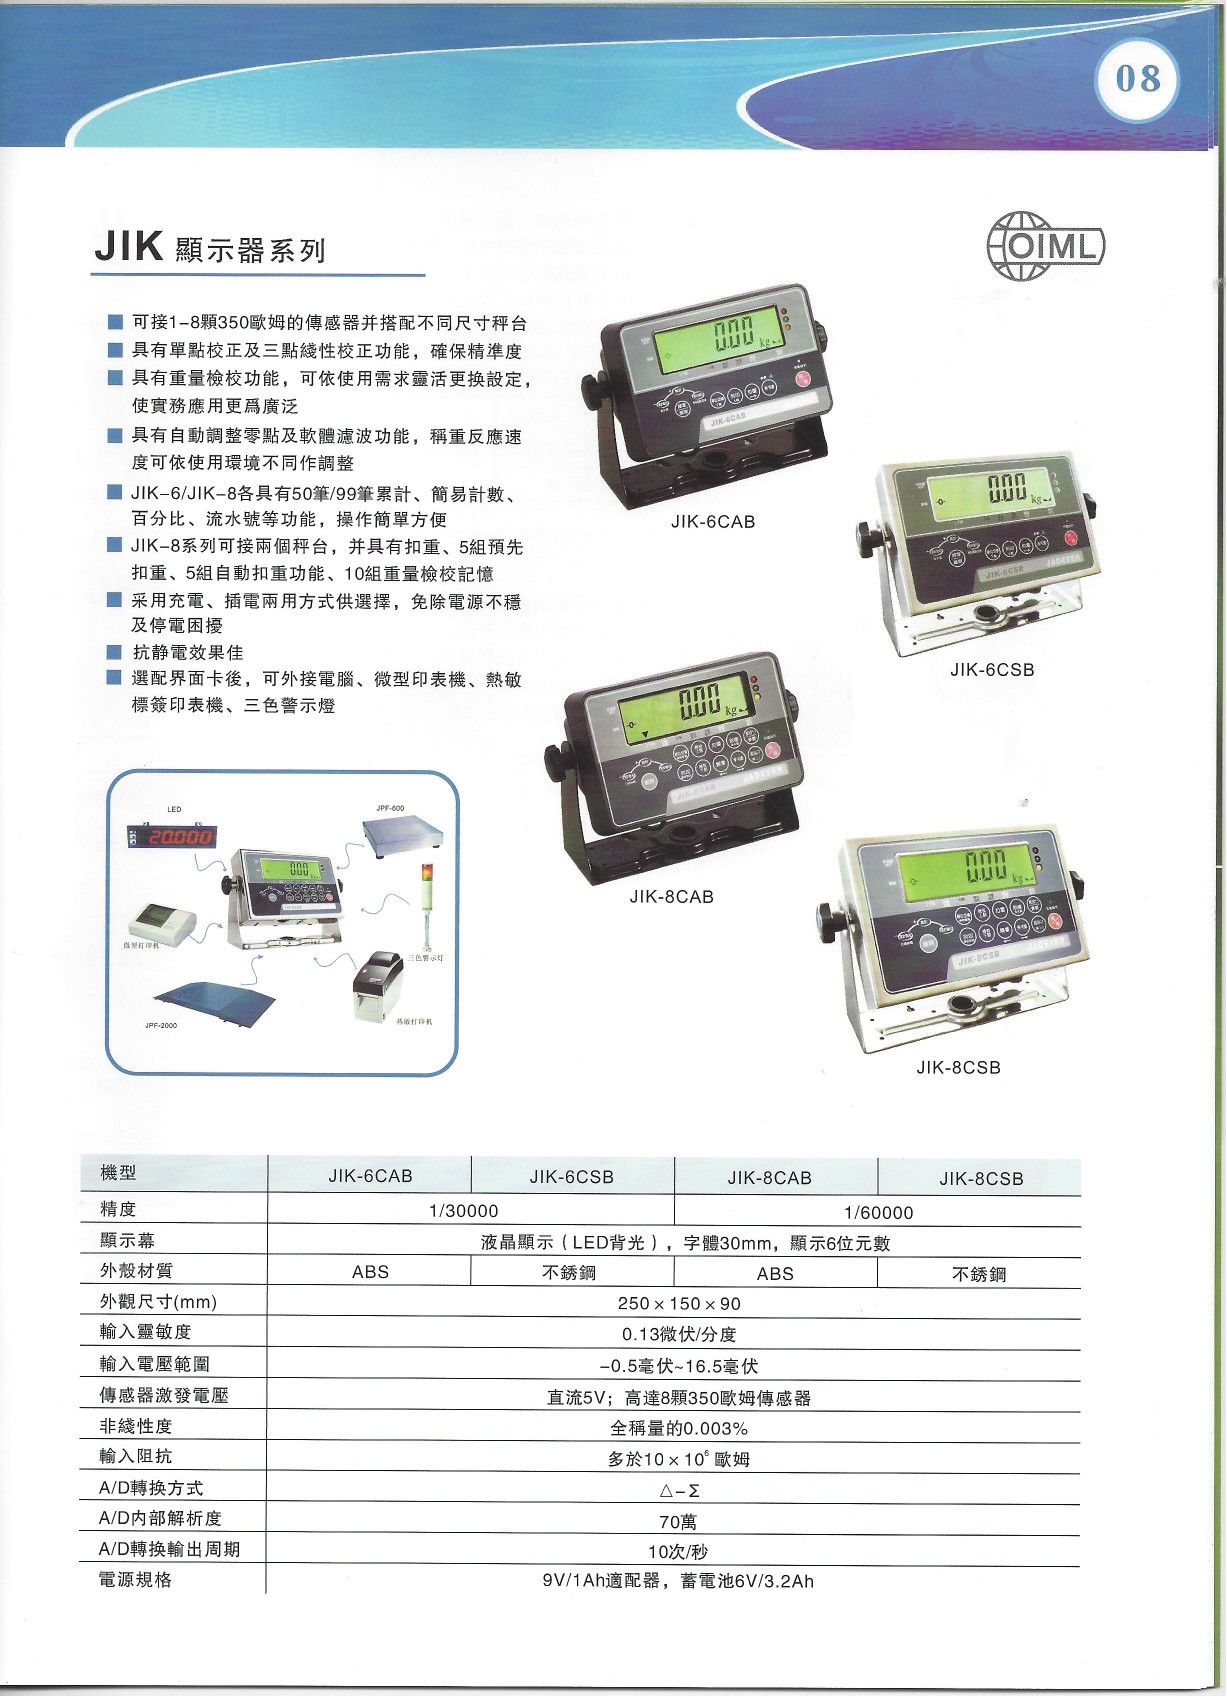 08
JIK 顯示器系列
OIML
可接1-8顆350歐姆的傳感器并搭配不同尺寸秤台
具有單點校正及三點綫性校正功能，確保精準度
具有重量檢校功能，可依使用需求靈活更换設定，
使實務應用更爲廣泛
具有自動調整零點及軟體濾波功能，稱重反應速
度可依使用環境不同作調整
JIK-6/JIK-8各具有50筆/99筆累計、簡易計數、
百分比、流水號等功能，操作簡單方便
JIK-8系列可接兩個秤台，并具有扣重、5組預先
扣重、5組自動扣重功能、10組重量檢校記憶
采用充電、插電兩用方式供選擇，免除電源不穩
及停電困擾
抗静電效果佳
選配界面卡後，可外接電腦、微型印表機、熱敏
標簽印表機、三色警示燈
0.00 kg
JIK-6CAB
JIK-6CAB
0.00 kg
JIK-6CSB JADEVER
JIK-6CSB
0.00 kg
JADEVER
JIK-8CAB
0.00 kg
JIK-8CSB JADEVER
JIK-8CSB
LED
20.000
JPF-600
0.00
微型打印机
三色警示灯
JPF-2000
热敏打印机
機型 JIK-6CAB JIK-6CSB JIK-8CAB JIK-8CSB
精度 1/30000 1/60000
顯示幕 液晶顯示（LED背光），字體30mm，顯示6位元數
外殼材質 ABS 不銹鋼 ABS 不銹鋼
外觀尺寸(mm) 250×150×90
輸入靈敏度 0.13微伏/分度
輸入電壓範圍 -0.5毫伏~16.5毫伏
傳感器激發電壓 直流5V；高達8顆350歐姆傳感器
非綫性度 全稱量的0.003%
輸入阻抗 多於10×10⁶ 歐姆
A/D轉换方式 △-Σ
A/D内部解析度 70萬
A/D轉换輸出周期 10次/秒
電源規格 9V/1Ah適配器，蓄電池6V/3.2Ah